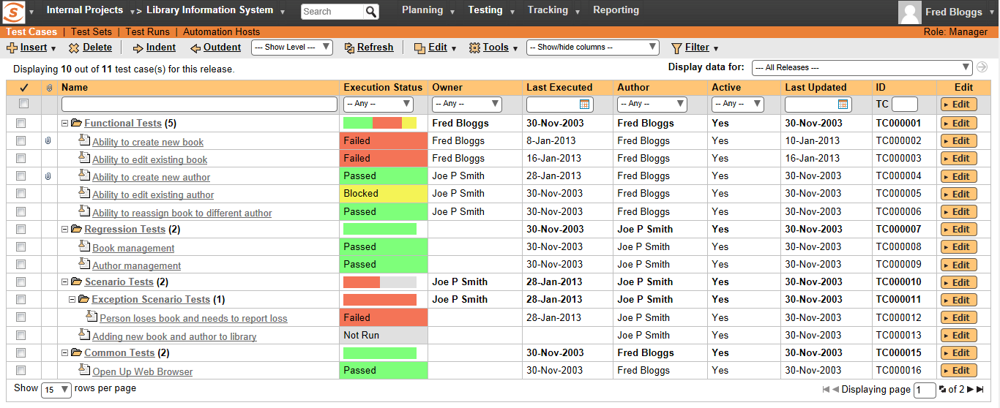 Internal Projects > Library Information System Search Planning Testing Tracking Reporting Fred Bloggs
Test Cases | Test Sets | Test Runs | Automation Hosts Role: Manager
Insert Delete Indent Outdent --- Show Level --- Refresh Edit Tools -- Show/hide columns -- Filter
Displaying 10 out of 11 test case(s) for this release. Display data for: --- All Releases ---
Name Execution Status Owner Last Executed Author Active Last Updated ID Edit
-- Any -- -- Any -- -- Any -- -- Any -- TC Edit
Functional Tests (5) Fred Bloggs 30-Nov-2003 Fred Bloggs Yes 30-Nov-2003 TC000001 Edit
Ability to create new book Failed Fred Bloggs 8-Jan-2013 Fred Bloggs Yes 10-Jan-2013 TC000002 Edit
Ability to edit existing book Failed Fred Bloggs 16-Jan-2013 Fred Bloggs Yes 16-Jan-2013 TC000003 Edit
Ability to create new author Passed Joe P Smith 28-Jan-2013 Fred Bloggs Yes 30-Nov-2003 TC000004 Edit
Ability to edit existing author Blocked Joe P Smith 30-Nov-2003 Fred Bloggs Yes 30-Nov-2003 TC000005 Edit
Ability to reassign book to different author Passed Joe P Smith 30-Nov-2003 Fred Bloggs Yes 30-Nov-2003 TC000006 Edit
Regression Tests (2) 30-Nov-2003 Joe P Smith Yes 30-Nov-2003 TC000007 Edit
Book management Passed 30-Nov-2003 Joe P Smith Yes 30-Nov-2003 TC000008 Edit
Author management Passed 30-Nov-2003 Joe P Smith Yes 30-Nov-2003 TC000009 Edit
Scenario Tests (2) Joe P Smith 28-Jan-2013 Joe P Smith Yes 30-Nov-2003 TC000010 Edit
Exception Scenario Tests (1) Joe P Smith 28-Jan-2013 Joe P Smith Yes 30-Nov-2003 TC000011 Edit
Person loses book and needs to report loss Failed 28-Jan-2013 Joe P Smith Yes 30-Nov-2003 TC000012 Edit
Adding new book and author to library Not Run Joe P Smith Yes 30-Nov-2003 TC000013 Edit
Common Tests (2) 30-Nov-2003 Fred Bloggs Yes 30-Nov-2003 TC000015 Edit
Open Up Web Browser Passed 30-Nov-2003 Fred Bloggs Yes 30-Nov-2003 TC000016 Edit
Show 15 rows per page Displaying page 1 of 2